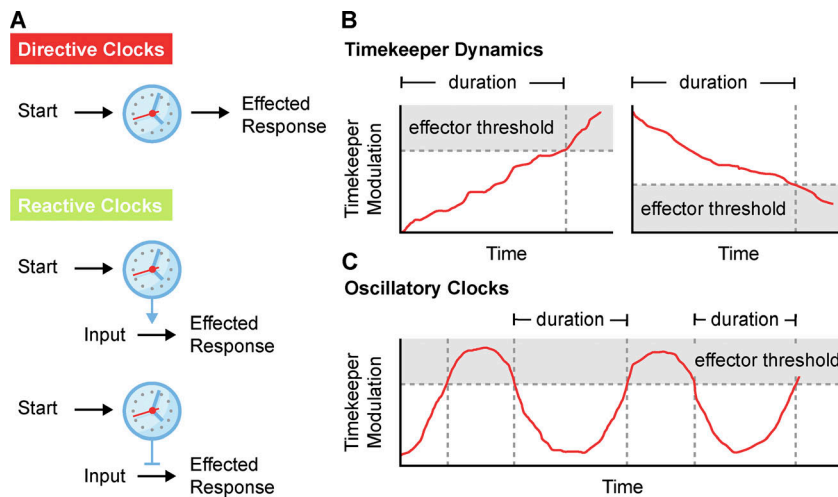 A
Directive Clocks
Start
Effected
Response
Reactive Clocks
Start
Input
Effected
Response
Start
Input
Effected
Response
B
Timekeeper Dynamics
duration
duration
effector threshold
effector threshold
Timekeeper
Modulation
Time
Time
C
Oscillatory Clocks
duration
duration
effector threshold
Timekeeper
Modulation
Time